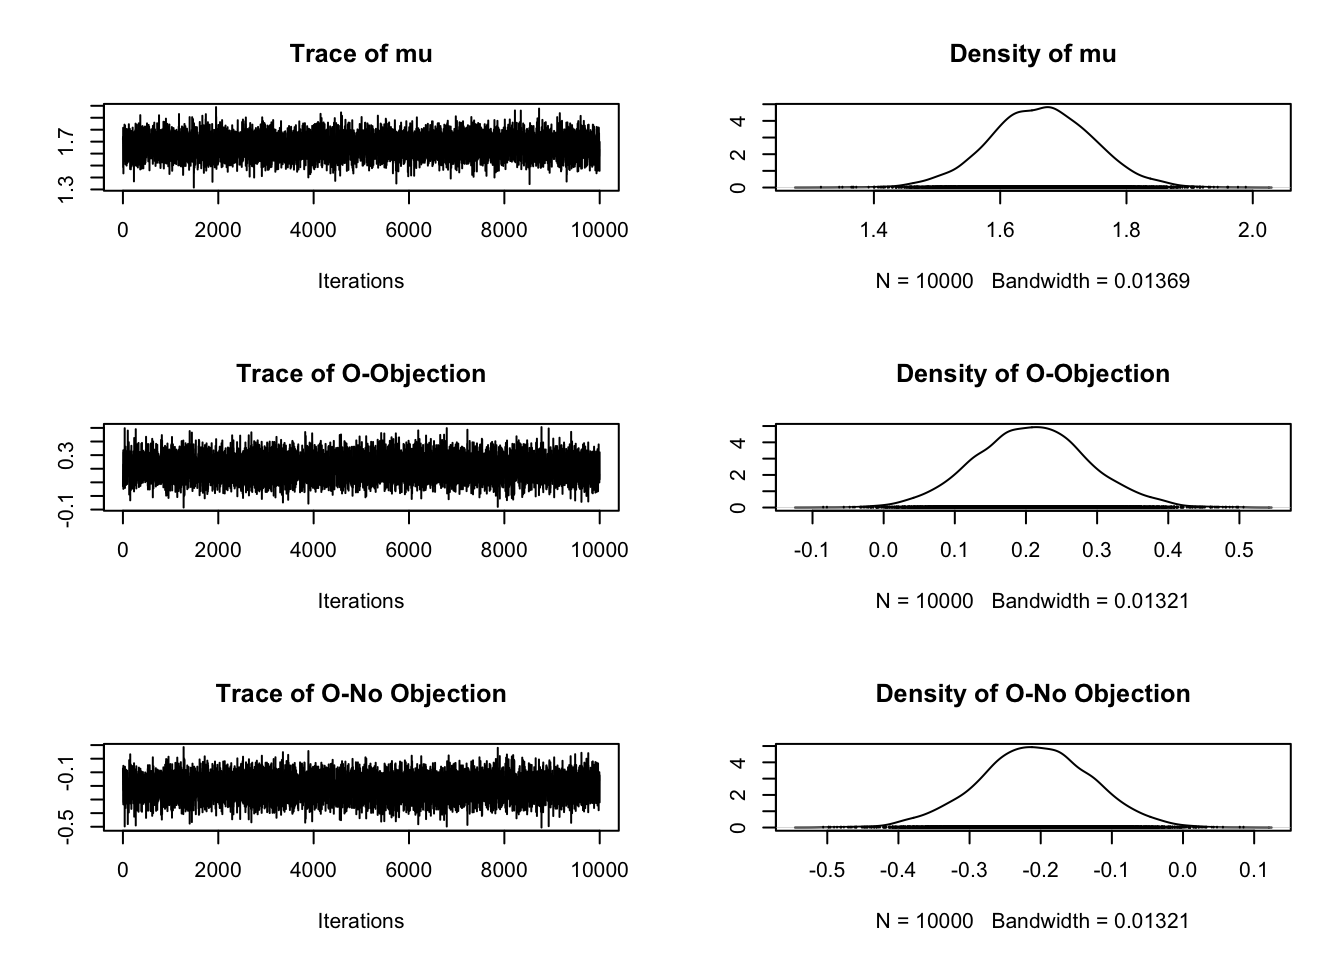 Trace of mu
1.3 1.7
0 2000 4000 6000 8000 10000
Iterations
Density of mu
0 2 4
1.4 1.6 1.8 2.0
N = 10000 Bandwidth = 0.01369
Trace of O-Objection
-0.1 0.3
0 2000 4000 6000 8000 10000
Iterations
Density of O-Objection
0 2 4
-0.1 0.0 0.1 0.2 0.3 0.4 0.5
N = 10000 Bandwidth = 0.01321
Trace of O-No Objection
-0.5 -0.1
0 2000 4000 6000 8000 10000
Iterations
Density of O-No Objection
0 2 4
-0.5 -0.4 -0.3 -0.2 -0.1 0.0 0.1
N = 10000 Bandwidth = 0.01321